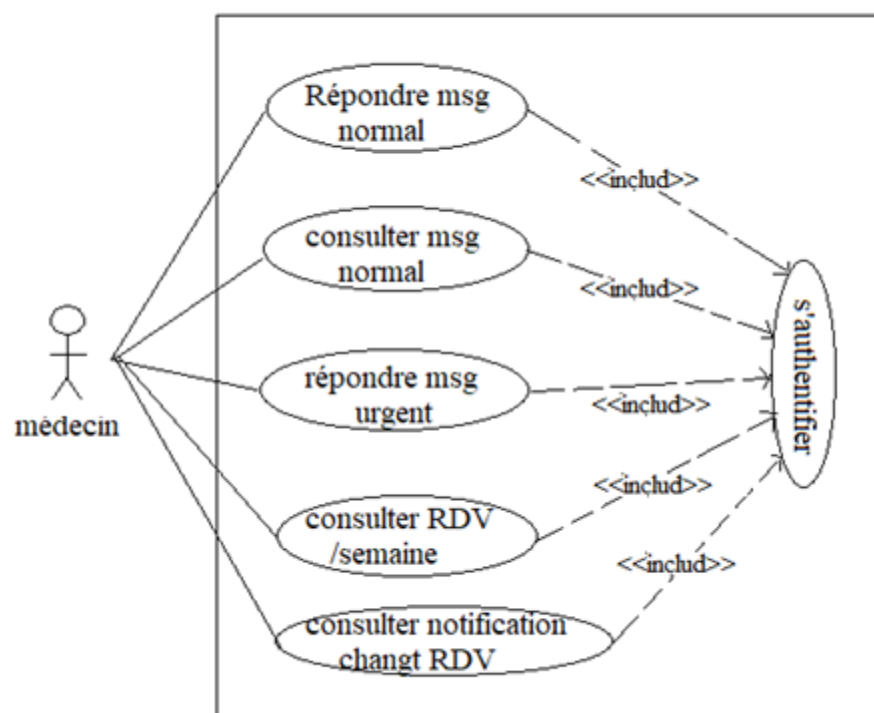 Répondre msg
normal
<<includ>>
consulter msg
normal
<<includ>>
s'authentifier
médecin
répondre msg
urgent
<<includ>>
consulter RDV
/semaine
<<includ>>
<<includ>>
consulter notification
changt RDV